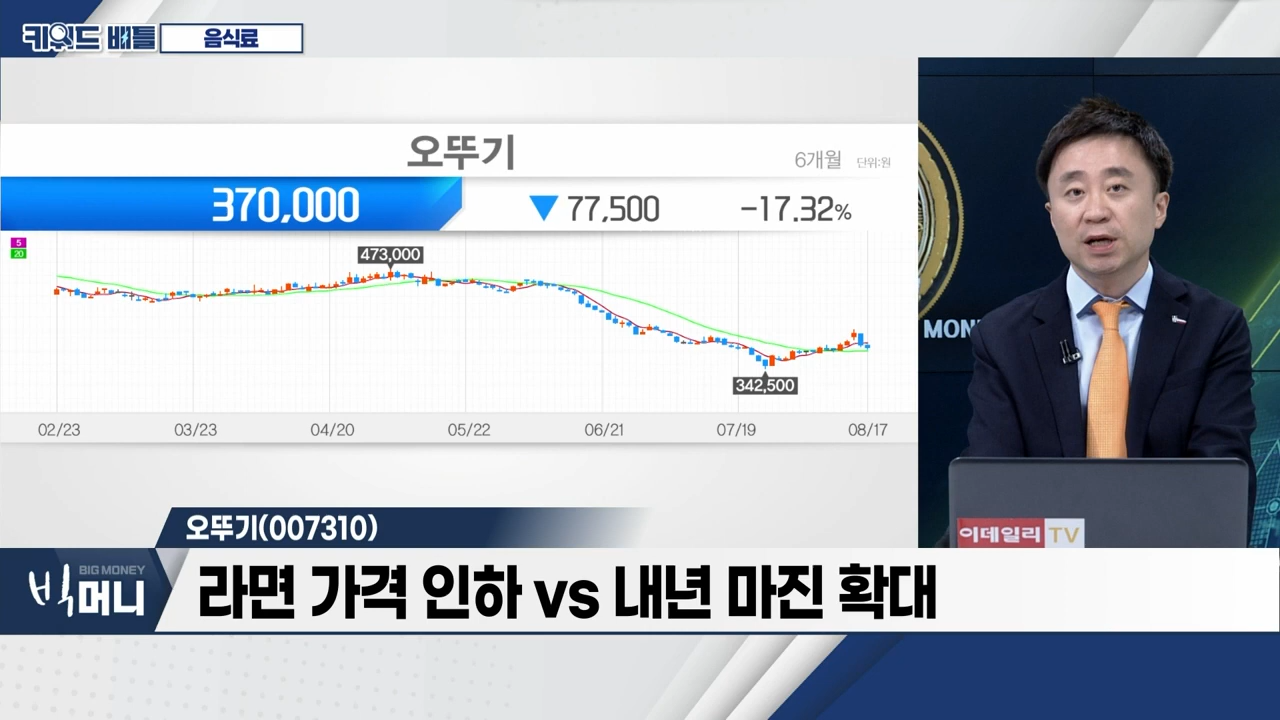 키워드 배틀 음식료
오뚜기
6개월 단위:원
370,000 ▼ 77,500 -17.32%
5
20
473,000
342,500
02/23 03/23 04/20 05/22 06/21 07/19 08/17
MON
이데일리 TV
오뚜기(007310)
BIG MONEY
빅머니
라면 가격 인하 vs 내년 마진 확대